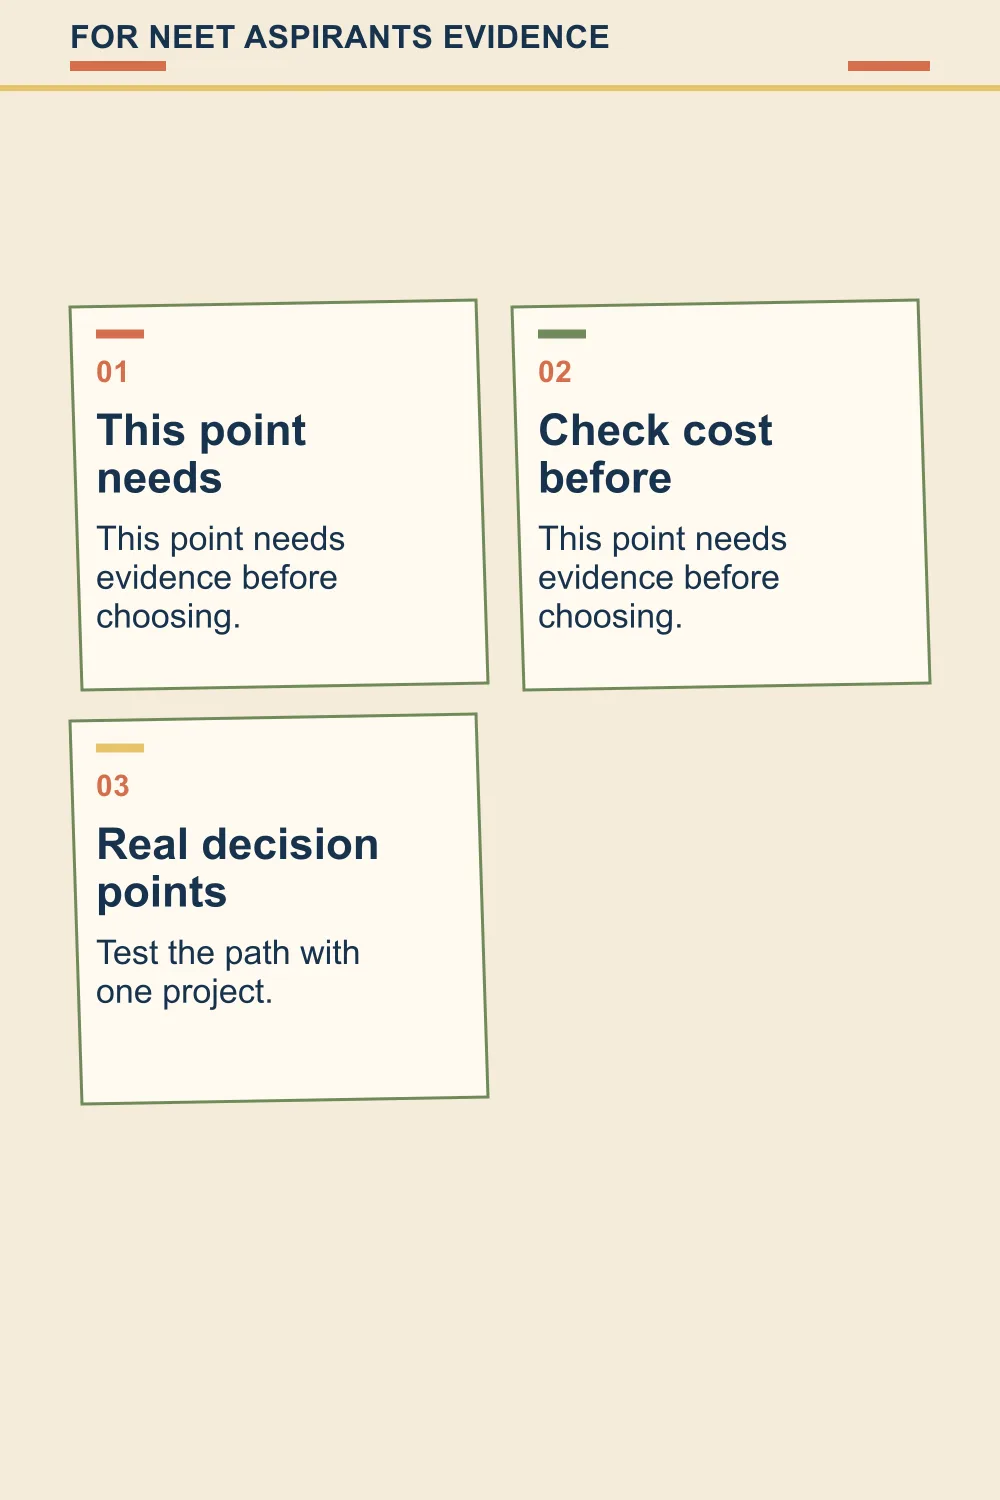 FOR NEET ASPIRANTS EVIDENCE
01
This point
needs
This point needs
evidence before
choosing.
02
Check cost
before
This point needs
evidence before
choosing.
03
Real decision
points
Test the path with
one project.